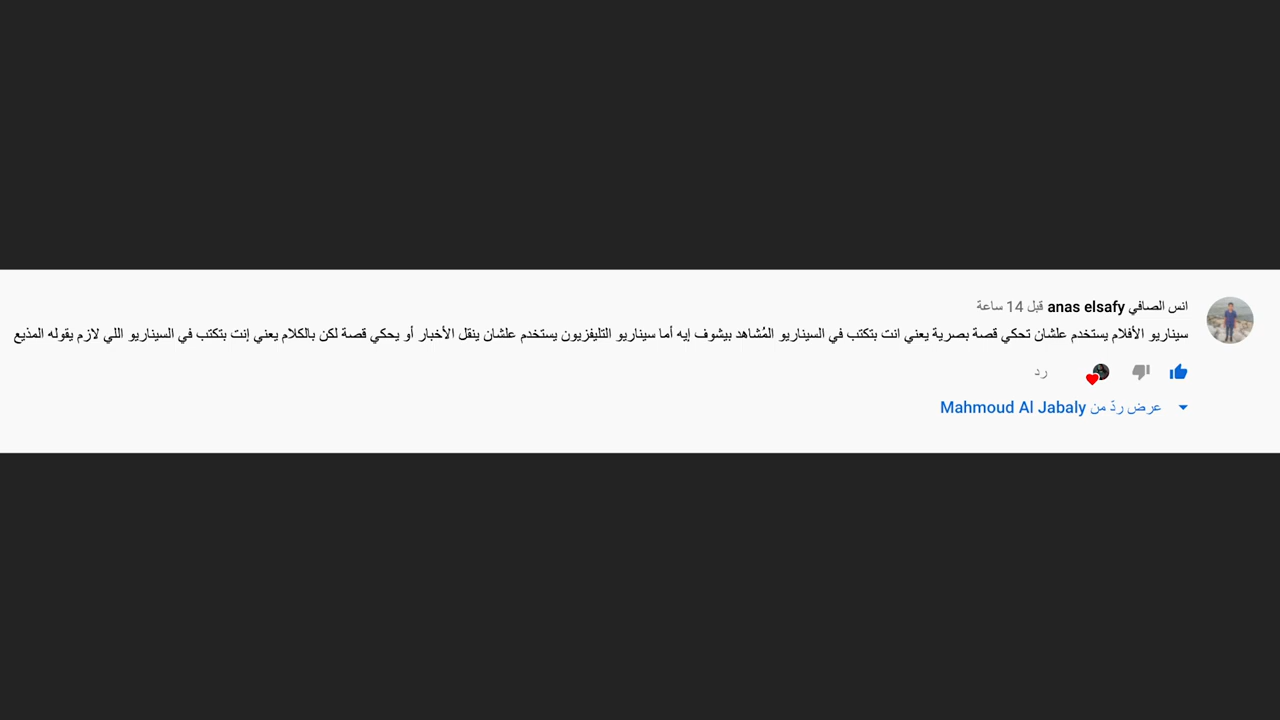 انس الصافي anas elsafy قبل 14 ساعة
سيناريو الأفلام يستخدم علشان تحكي قصة بصرية يعني انت بتكتب في السيناريو المُشاهد بيشوف إيه أما سيناريو التليفزيون يستخدم علشان ينقل الأخبار أو يحكي قصة لكن بالكلام يعني إنت بتكتب في السيناريو اللي لازم يقوله المذيع
رد
عرض ردّ من Mahmoud Al Jabaly